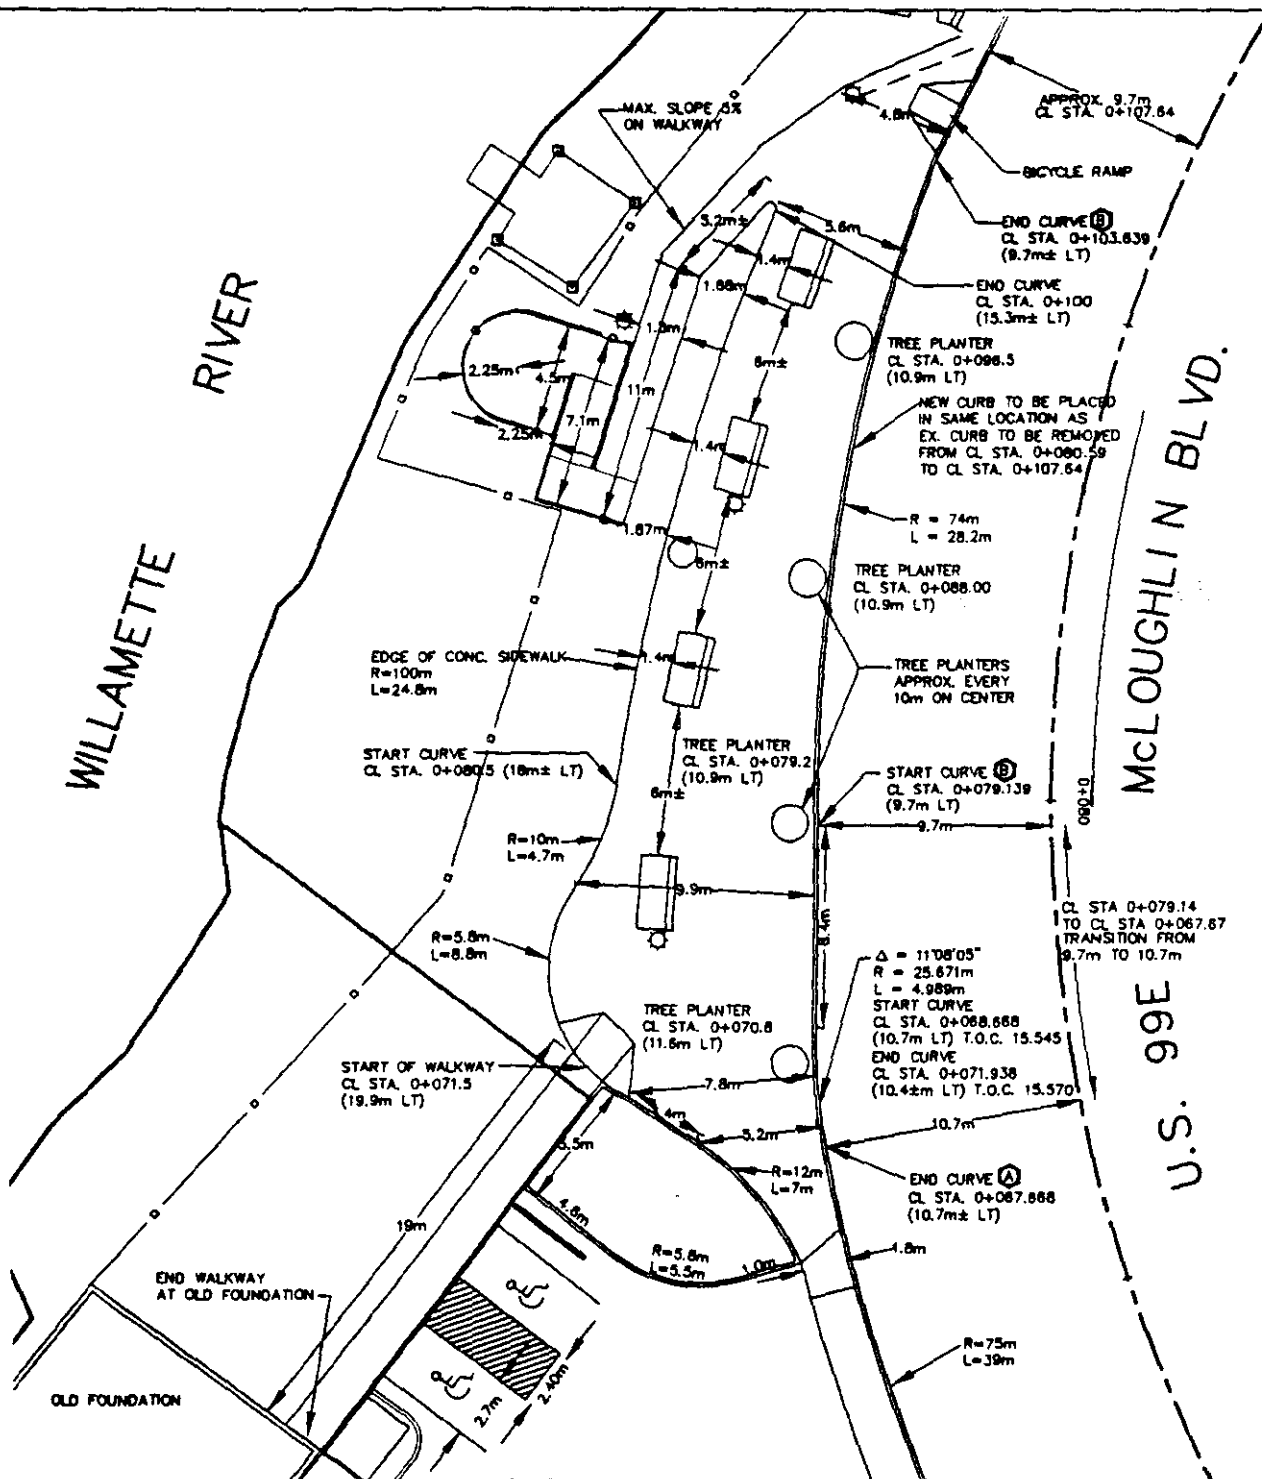 MAX. SLOPE 5%
ON WALKWAY
APPROX. 9.7m
CL STA. 0+107.64
4.6m
BICYCLE RAMP
END CURVE B
CL STA. 0+103.639
(9.7m± LT)
5.2m±
5.6m
1.4m
1.68m
END CURVE
CL STA. 0+100
(15.3m± LT)
RIVER
1.8m
TREE PLANTER
CL STA. 0+096.5
(10.9m LT)
6m±
2.25m
4.5m
11m
7.1m
2.25m
1.4m
NEW CURB TO BE PLACED
IN SAME LOCATION AS
EX. CURB TO BE REMOVED
FROM CL STA. 0+080.59
TO CL STA. 0+107.64
McLOUGHLIN BLVD.
R = 74m
L = 28.2m
1.87m
6m±
TREE PLANTER
CL STA. 0+088.00
(10.9m LT)
WILLAMETTE
EDGE OF CONC. SIDEWALK
R=100m
L=24.8m
1.4m
TREE PLANTERS
APPROX. EVERY
10m ON CENTER
START CURVE
CL STA. 0+080.5 (18m± LT)
TREE PLANTER
CL STA. 0+079.2
(10.9m LT)
START CURVE B
CL STA. 0+079.139
(9.7m LT)
0+080
6m±
9.7m
R=10m
L=4.7m
9.9m
8.4m
CL STA 0+079.14
TO CL STA 0+067.87
TRANSITION FROM
9.7m TO 10.7m
R=5.8m
L=8.8m
Δ = 11°08'05"
R = 25.671m
L = 4.989m
START CURVE
CL STA. 0+068.668
(10.7m LT) T.O.C. 15.545
END CURVE
CL STA. 0+071.938
(10.4±m LT) T.O.C. 15.570
U.S. 99E
TREE PLANTER
CL STA. 0+070.8
(11.6m LT)
START OF WALKWAY
CL STA. 0+071.5
(19.9m LT)
7.8m
4m
5.2m
10.7m
5.5m
R=12m
L=7m
END CURVE A
CL STA. 0+067.668
(10.7m± LT)
4.6m
19m
R=5.8m
L=5.5m
1.0m
1.8m
END WALKWAY
AT OLD FOUNDATION
R=75m
L=39m
OLD FOUNDATION
2.7m
2.40m